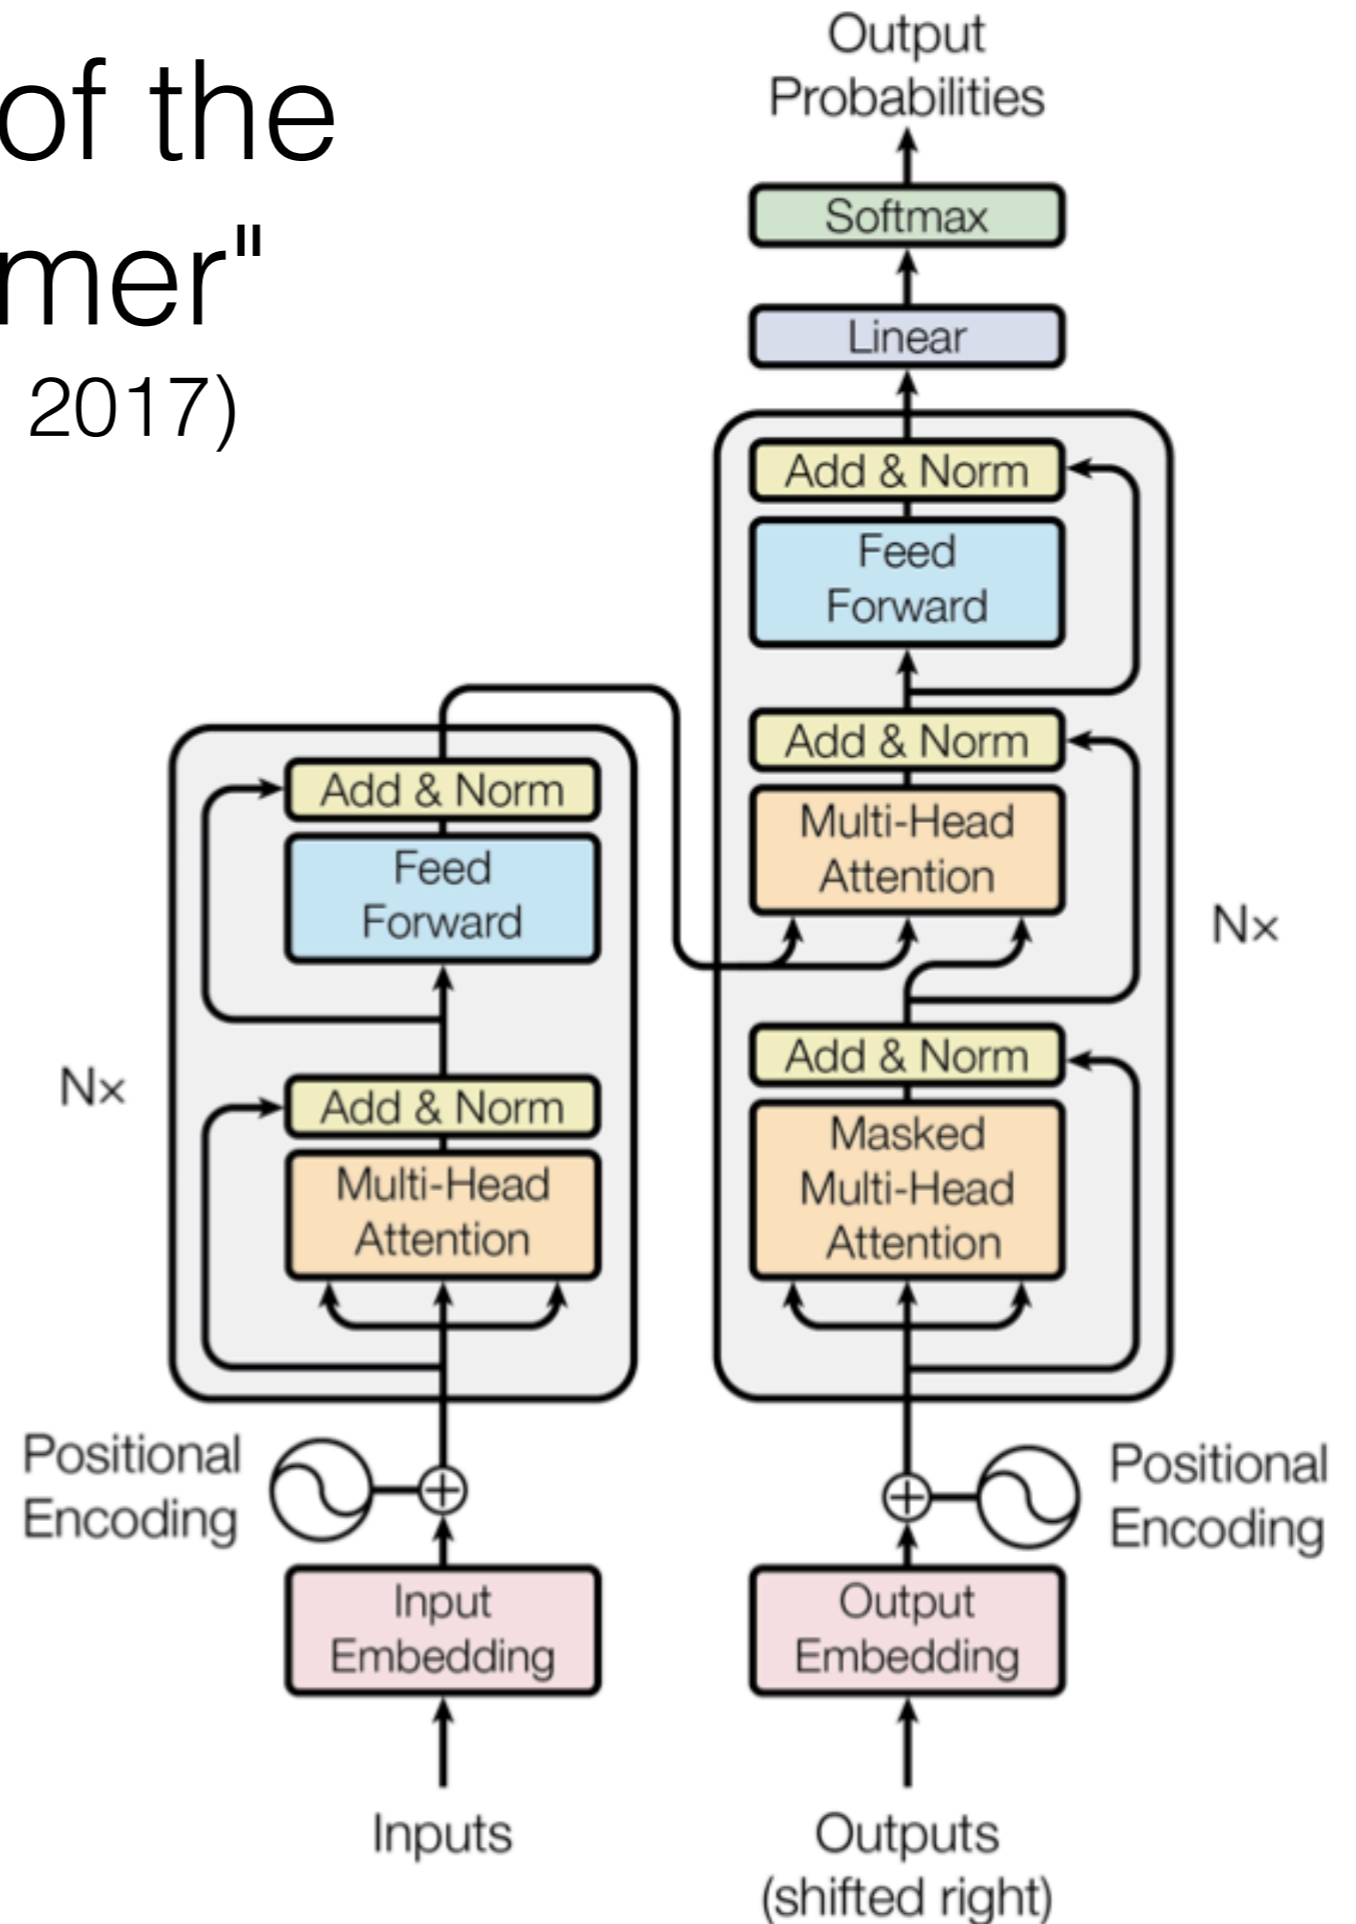 of the
mer"
2017)
Output
Probabilities
Softmax
Linear
Add & Norm
Feed
Forward
Add & Norm
Multi-Head
Attention
Nx
Add & Norm
Masked
Multi-Head
Attention
Add & Norm
Feed
Forward
Nx
Add & Norm
Multi-Head
Attention
Positional
Encoding
Positional
Encoding
Input
Embedding
Output
Embedding
Inputs
Outputs
(shifted right)